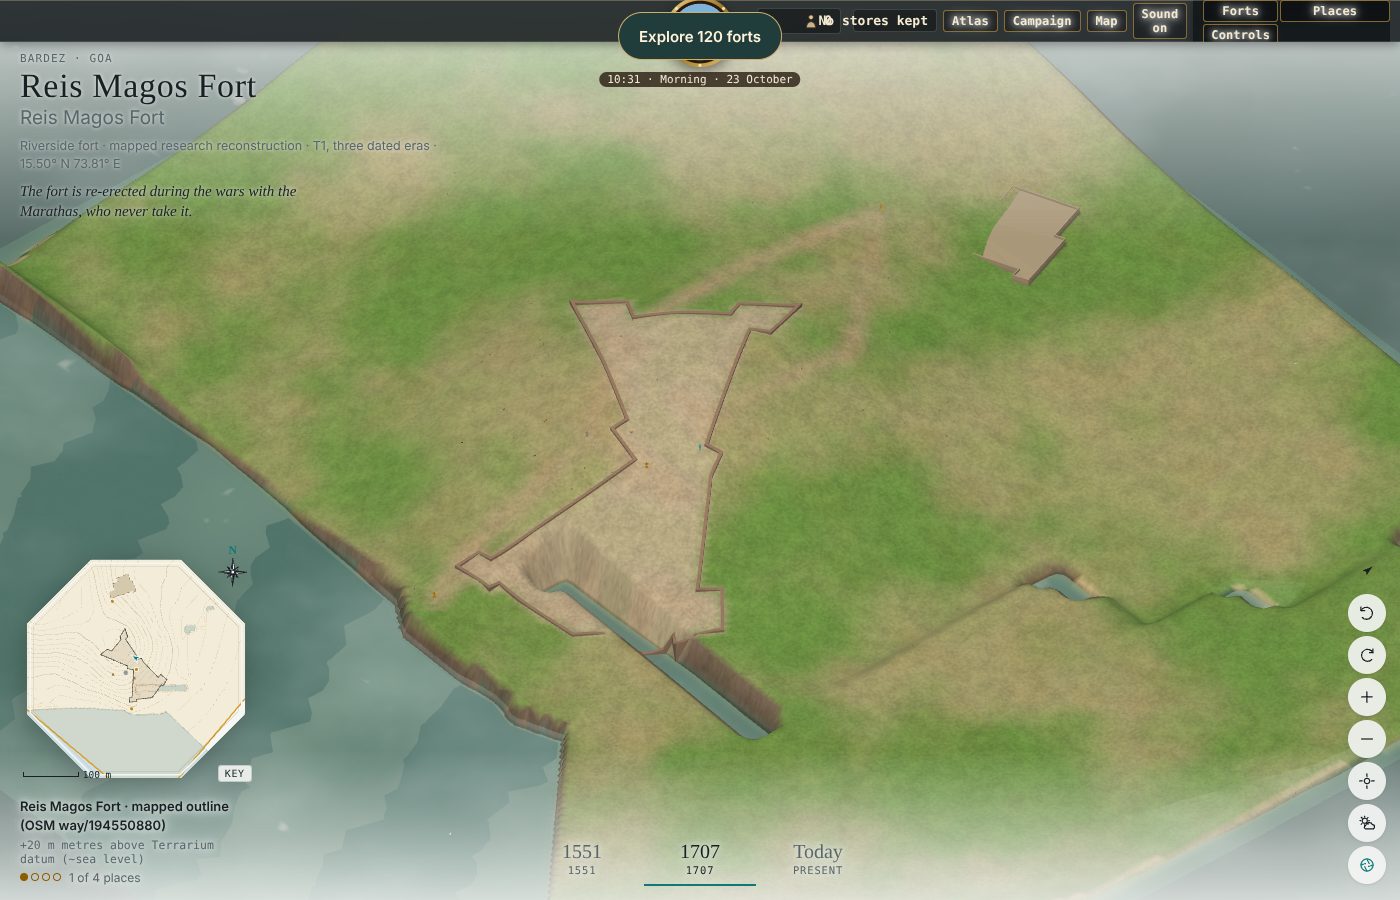 Explore 120 forts
No stores kept
Atlas
Campaign
Map
Sound on
Forts
Places
Controls
10:31 · Morning · 23 October
BARDEZ · GOA
Reis Magos Fort
Reis Magos Fort
Riverside fort · mapped research reconstruction · T1, three dated eras ·
15.50° N 73.81° E
The fort is re-erected during the wars with the
Marathas, who never take it.
N
100 m
KEY
Reis Magos Fort · mapped outline
(OSM way/194550880)
+20 m metres above Terrarium
datum (~sea level)
1 of 4 places
1551
1551
1707
1707
Today
PRESENT